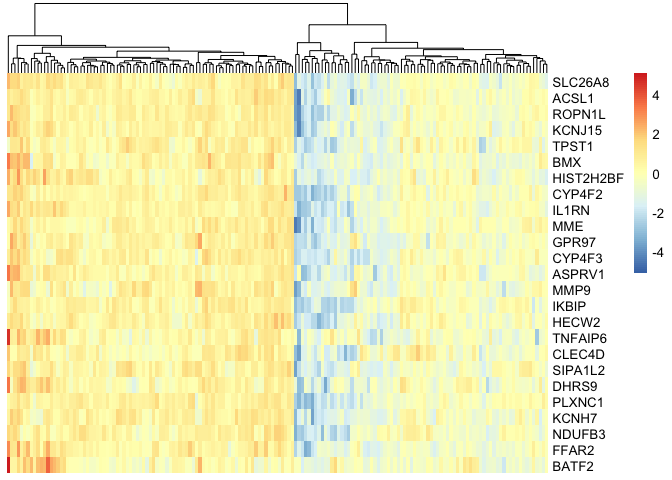 SLC26A8
ACSL1
ROPN1L
KCNJ15
TPST1
BMX
HIST2H2BF
CYP4F2
IL1RN
MME
GPR97
CYP4F3
ASPRV1
MMP9
IKBIP
HECW2
TNFAIP6
CLEC4D
SIPA1L2
DHRS9
PLXNC1
KCNH7
NDUFB3
FFAR2
BATF2
4
2
0
-2
-4